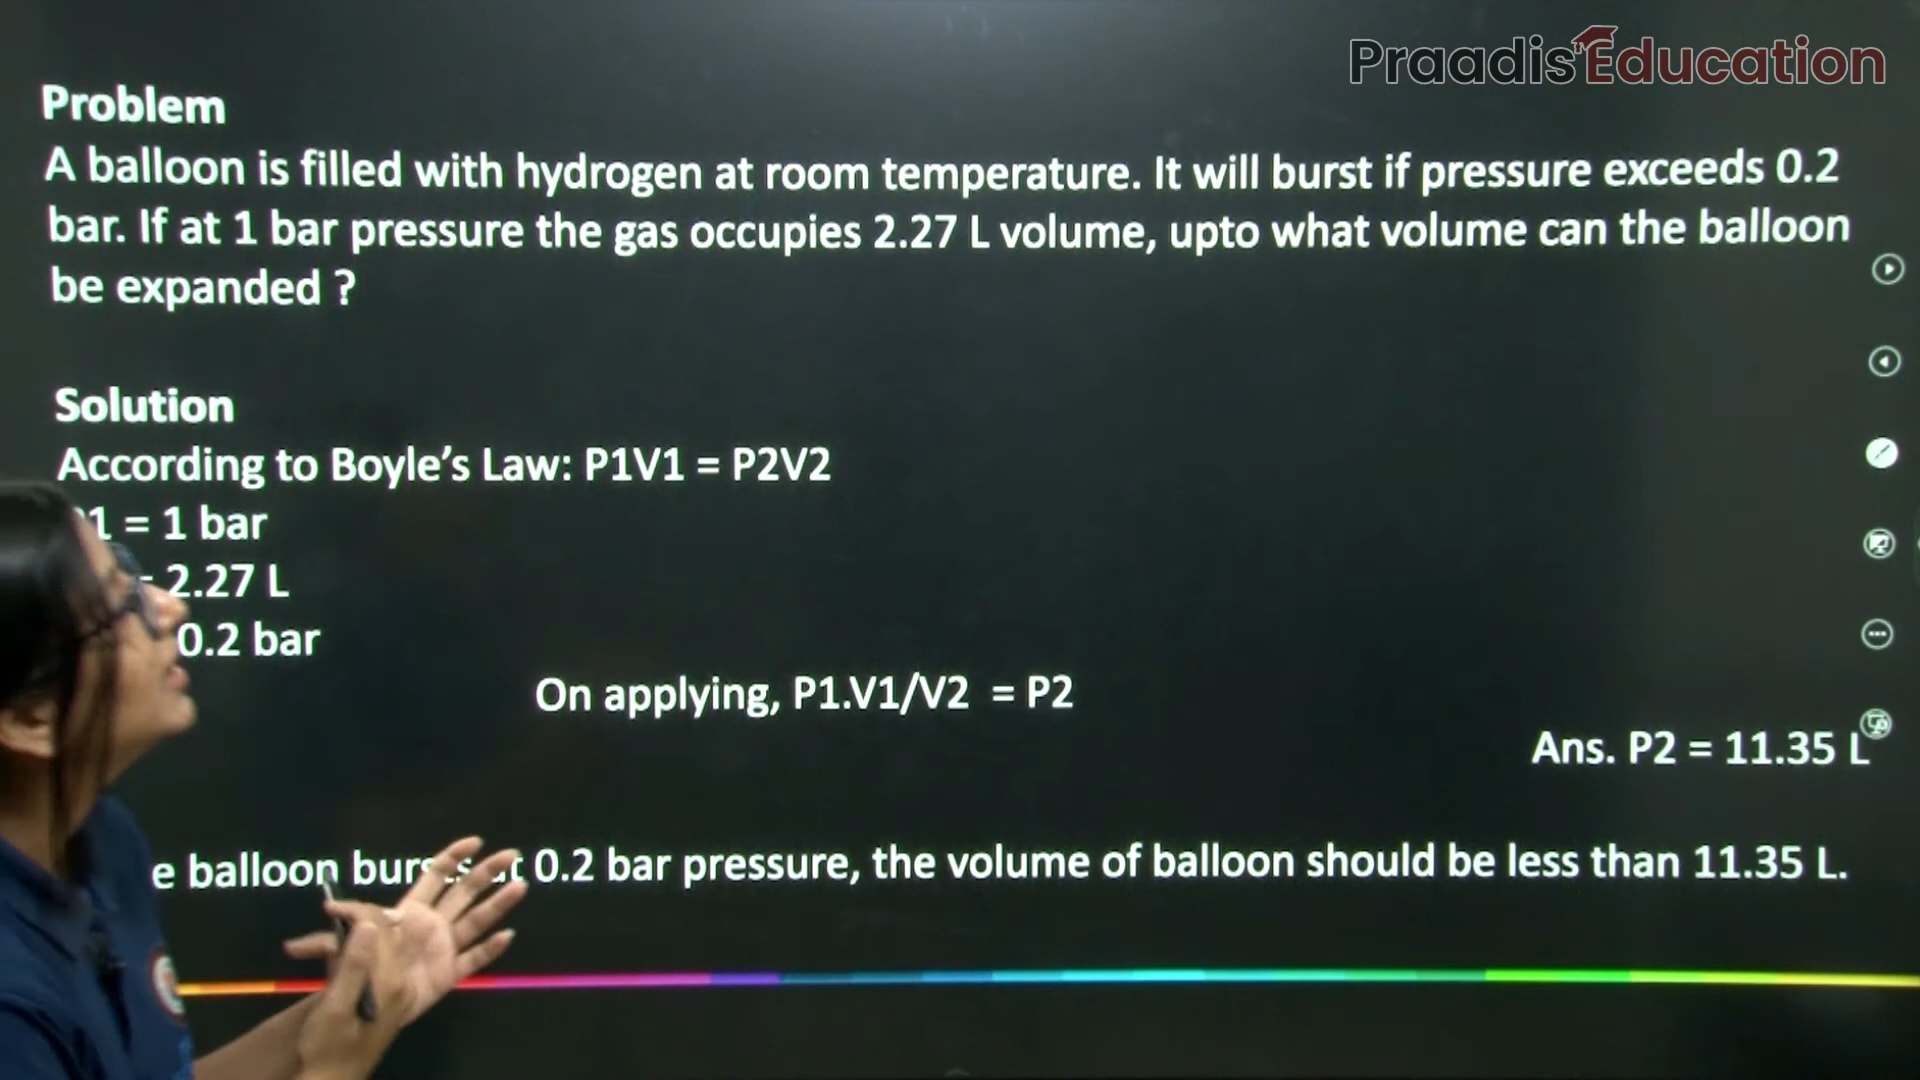 Praadis Education
Problem
A balloon is filled with hydrogen at room temperature. It will burst if pressure exceeds 0.2
bar. If at 1 bar pressure the gas occupies 2.27 L volume, upto what volume can the balloon
be expanded ?
Solution
According to Boyle's Law: P1V1 = P2V2
1 = 1 bar
2.27 L
0.2 bar
On applying, P1.V1/V2 = P2
Ans. P2 = 11.35 L
e balloon bursts at 0.2 bar pressure, the volume of balloon should be less than 11.35 L.